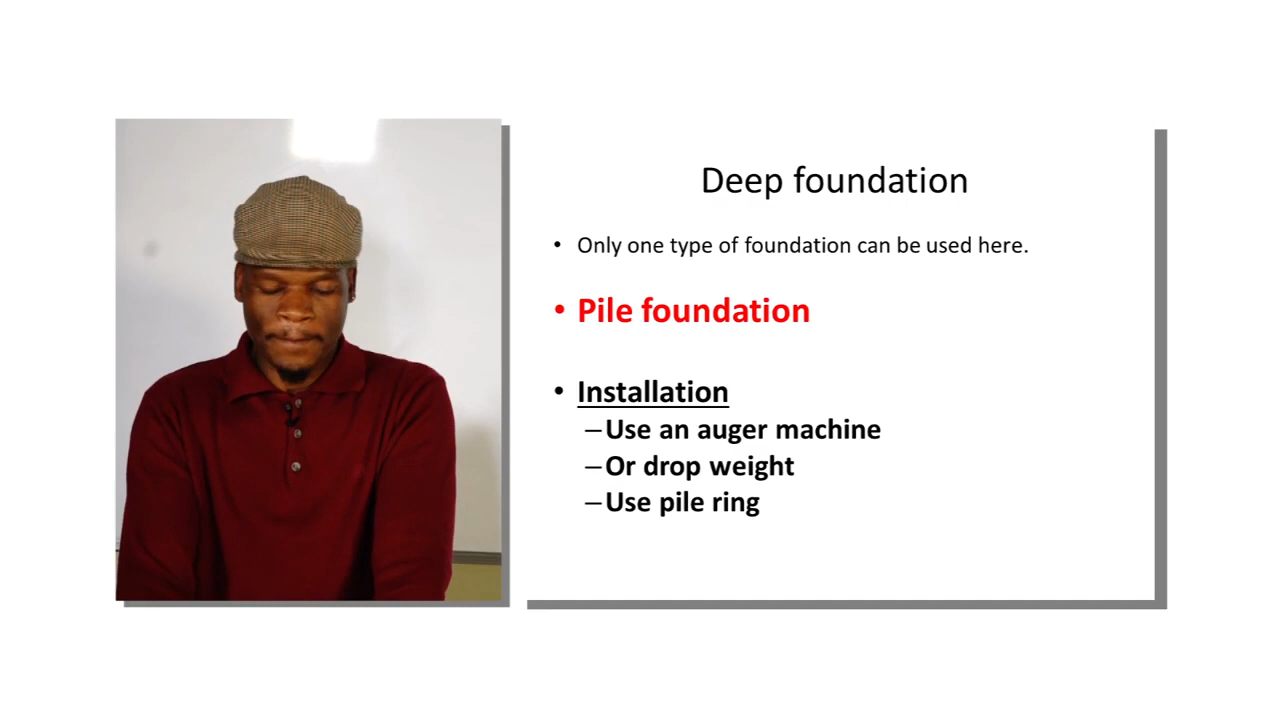 Deep foundation
• Only one type of foundation can be used here.
• Pile foundation
• Installation
–Use an auger machine
–Or drop weight
–Use pile ring